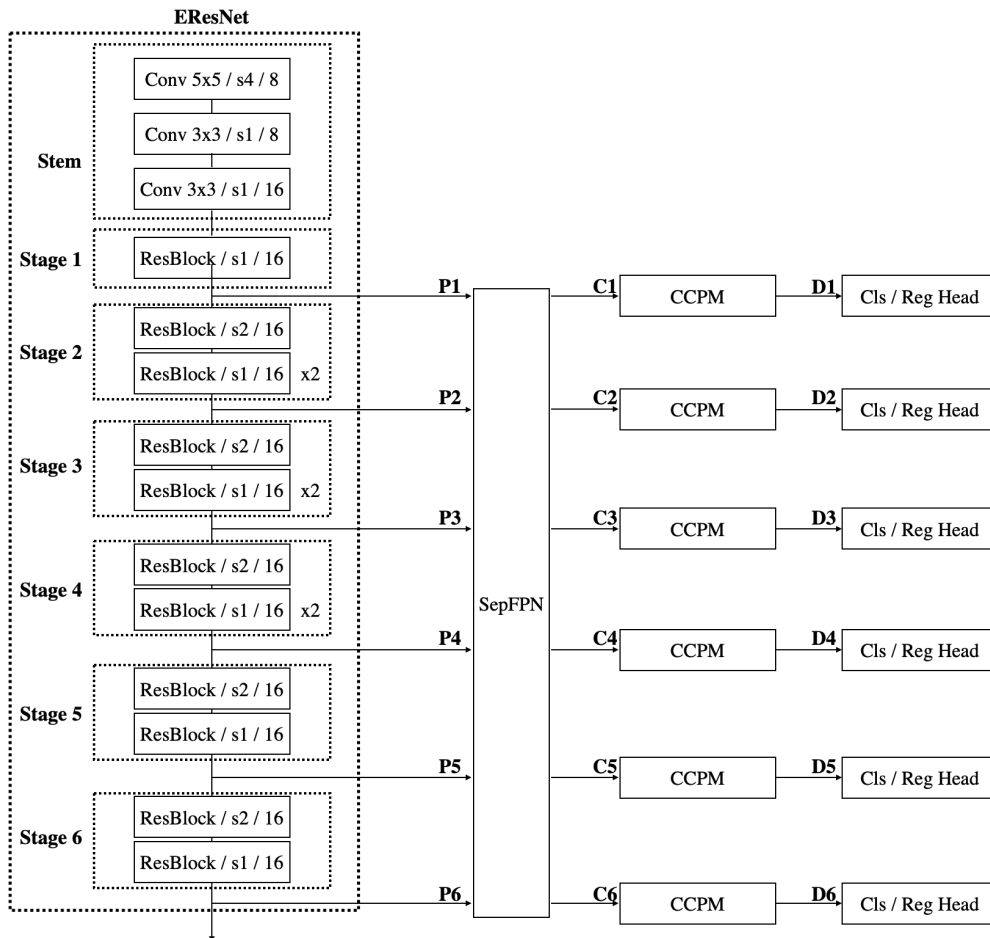 EResNet
Conv 5x5 / s4 / 8
Conv 3x3 / s1 / 8
Stem
Conv 3x3 / s1 / 16
Stage 1
ResBlock / s1 / 16
P1
C1
CCPM
D1
Cls / Reg Head
Stage 2
ResBlock / s2 / 16
ResBlock / s1 / 16 x2
P2
C2
CCPM
D2
Cls / Reg Head
Stage 3
ResBlock / s2 / 16
ResBlock / s1 / 16 x2
P3
C3
CCPM
D3
Cls / Reg Head
Stage 4
ResBlock / s2 / 16
ResBlock / s1 / 16 x2
SepFPN
P4
C4
CCPM
D4
Cls / Reg Head
Stage 5
ResBlock / s2 / 16
ResBlock / s1 / 16
P5
C5
CCPM
D5
Cls / Reg Head
Stage 6
ResBlock / s2 / 16
ResBlock / s1 / 16
P6
C6
CCPM
D6
Cls / Reg Head